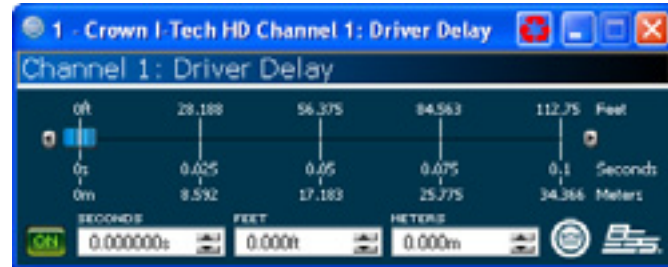 1 - Crown I-Tech HD Channel 1: Driver Delay
Channel 1: Driver Delay
0ft 28.188 56.375 84.563 112.75 Feet
0s 0.025 0.05 0.075 0.1 Seconds
0m 8.592 17.183 25.775 34.366 Meters
SECONDS FEET METERS
ON 0.000000s 0.000ft 0.000m